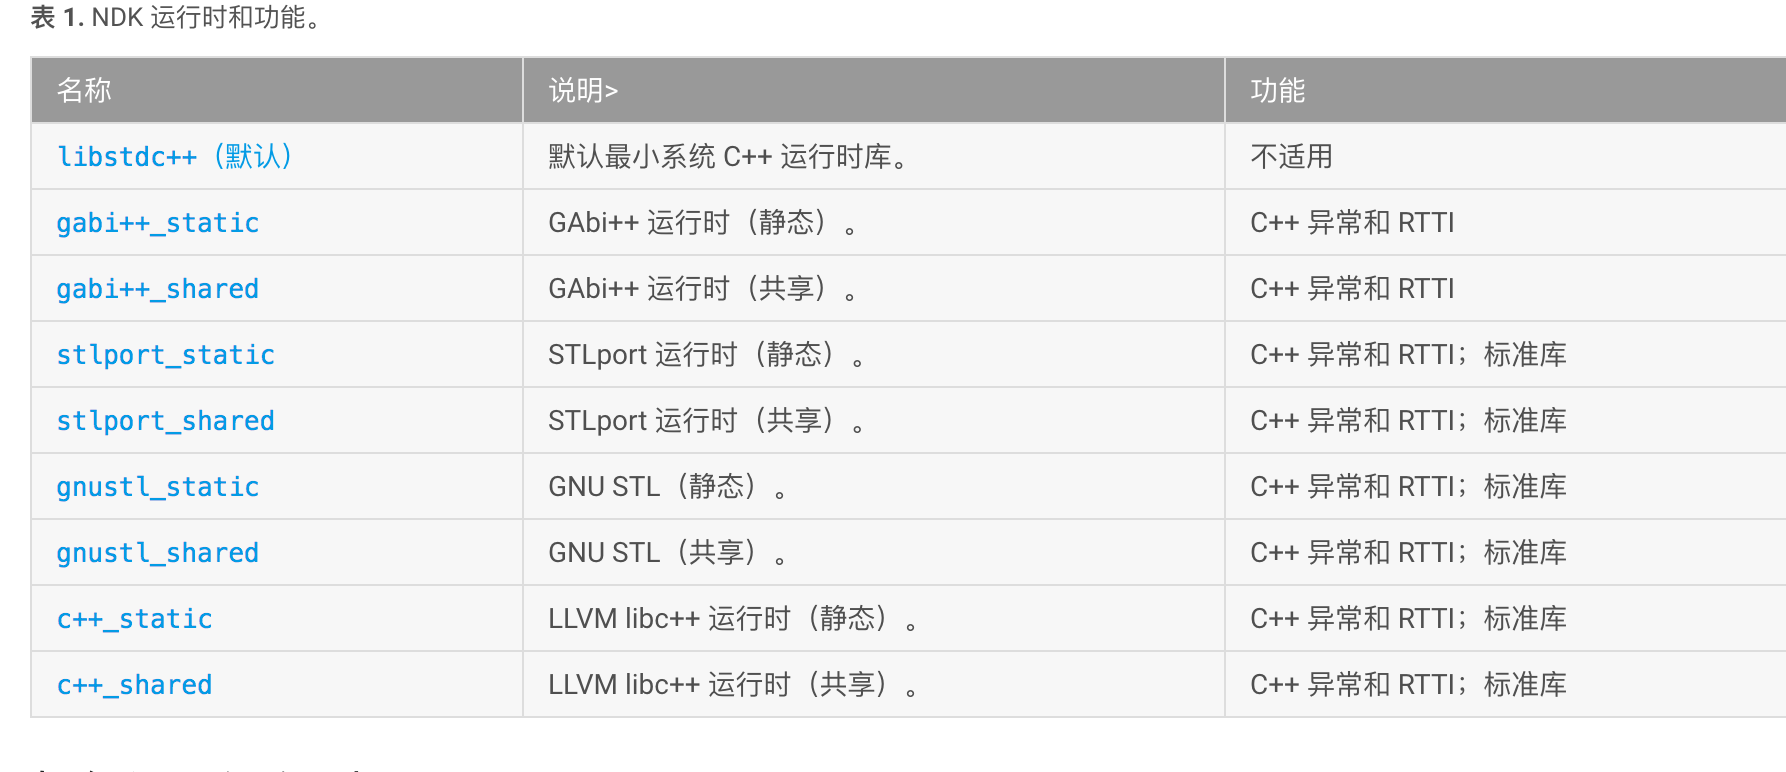 表 1. NDK 运行时和功能。
名称 说明> 功能
libstdc++（默认） 默认最小系统 C++ 运行时库。 不适用
gabi++_static GAbi++ 运行时（静态）。 C++ 异常和 RTTI
gabi++_shared GAbi++ 运行时（共享）。 C++ 异常和 RTTI
stlport_static STLport 运行时（静态）。 C++ 异常和 RTTI；标准库
stlport_shared STLport 运行时（共享）。 C++ 异常和 RTTI；标准库
gnustl_static GNU STL（静态）。 C++ 异常和 RTTI；标准库
gnustl_shared GNU STL（共享）。 C++ 异常和 RTTI；标准库
c++_static LLVM libc++ 运行时（静态）。 C++ 异常和 RTTI；标准库
c++_shared LLVM libc++ 运行时（共享）。 C++ 异常和 RTTI；标准库